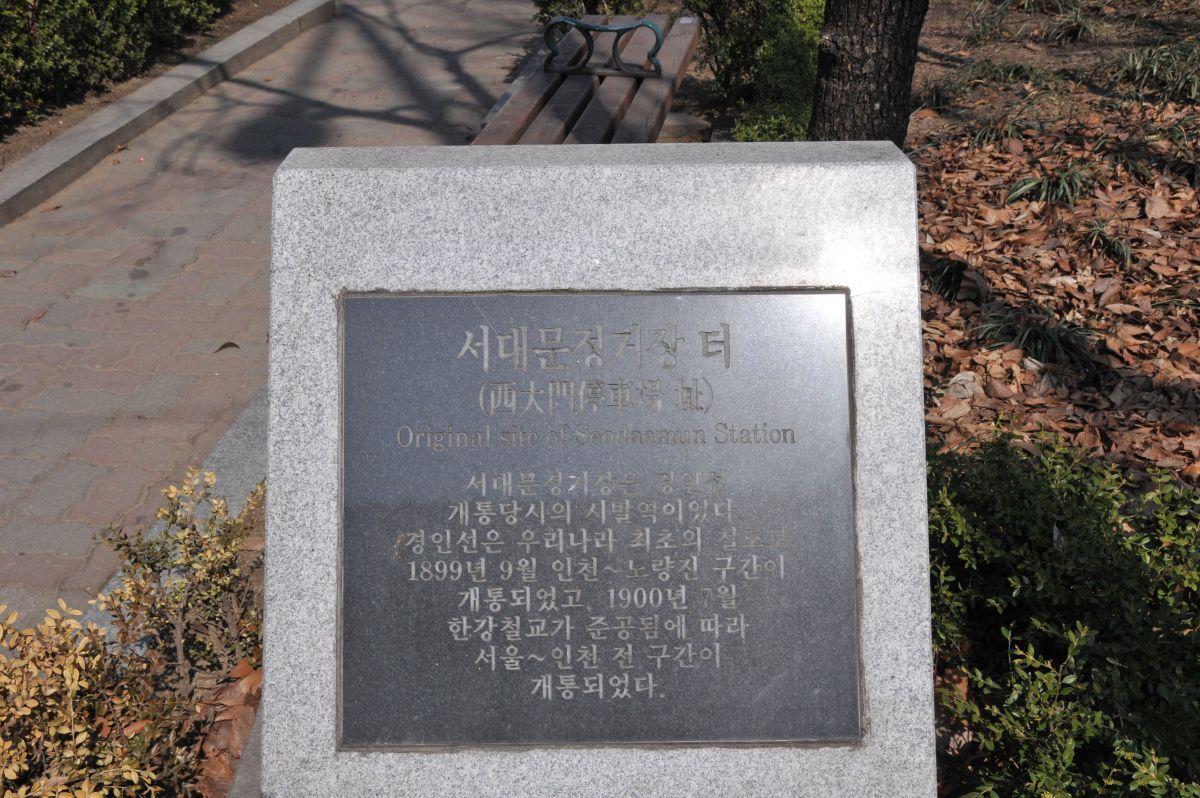 서대문정거장 터
(西大門停車場 址)
Original site of Seodaemun Station
서대문정거장은 경인선
개통당시의 시발역이었다.
경인선은 우리나라 최초의 철도로
1899년 9월 인천~노량진 구간이
개통되었고, 1900년 7월
한강철교가 준공됨에 따라
서울~인천 전 구간이
개통되었다.